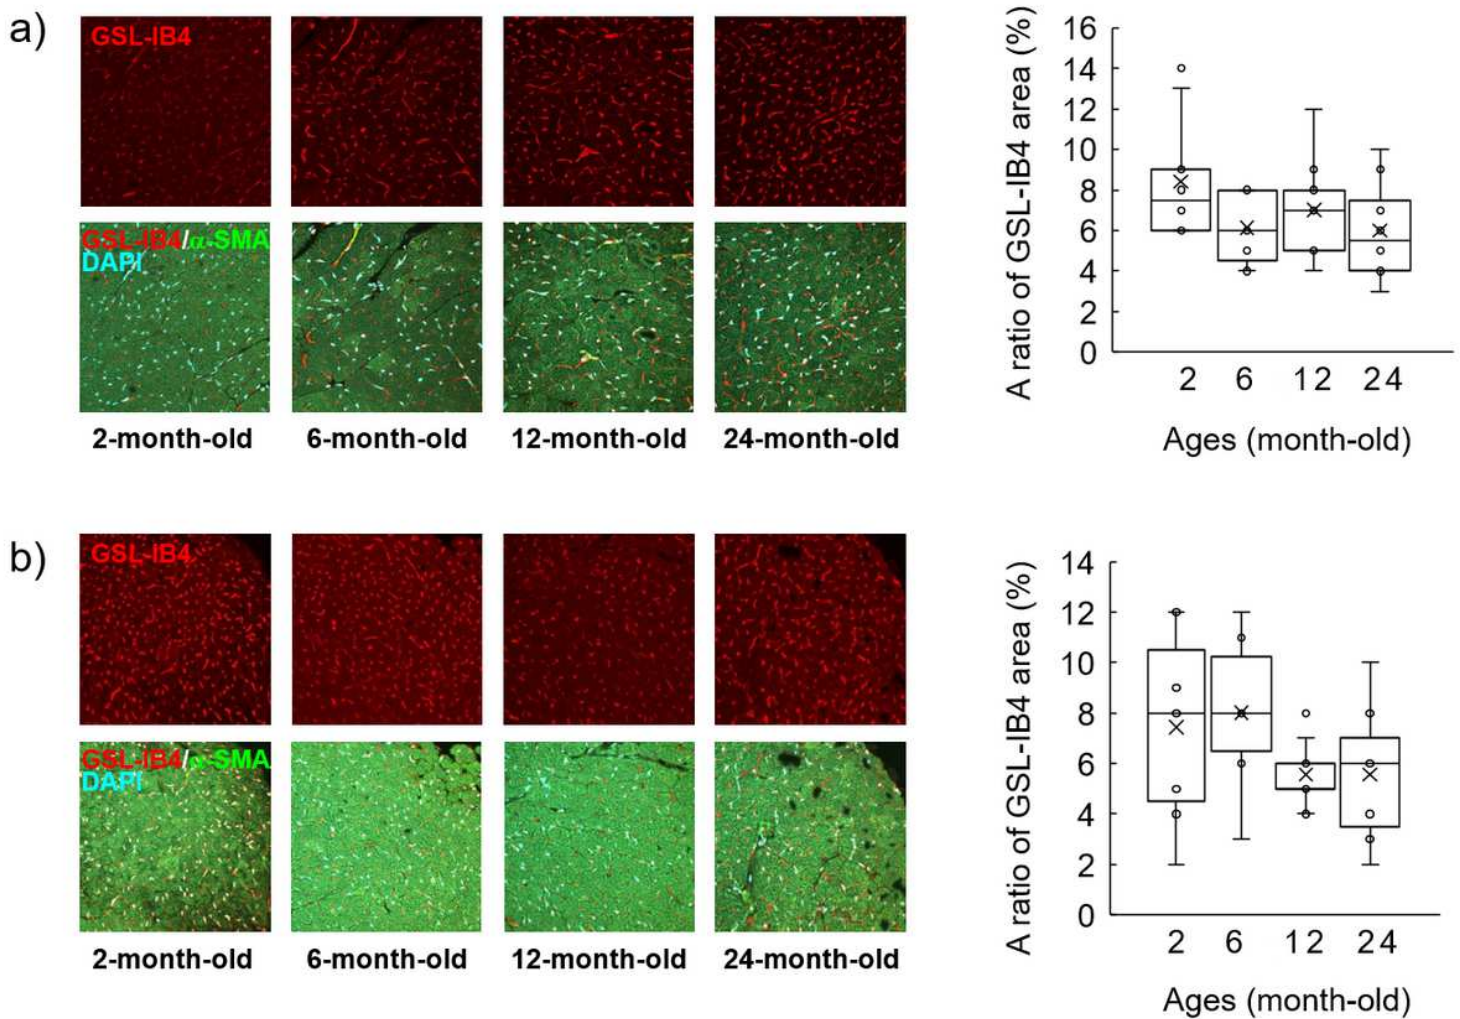 a)
GSL-IB4
GSL-IB4/α-SMA
DAPI
2-month-old
6-month-old
12-month-old
24-month-old
A ratio of GSL-IB4 area (%)
16
14
12
10
8
6
4
2
0
2 6 12 24
Ages (month-old)
b)
GSL-IB4
GSL-IB4/α-SMA
DAPI
2-month-old
6-month-old
12-month-old
24-month-old
A ratio of GSL-IB4 area (%)
14
12
10
8
6
4
2
0
2 6 12 24
Ages (month-old)